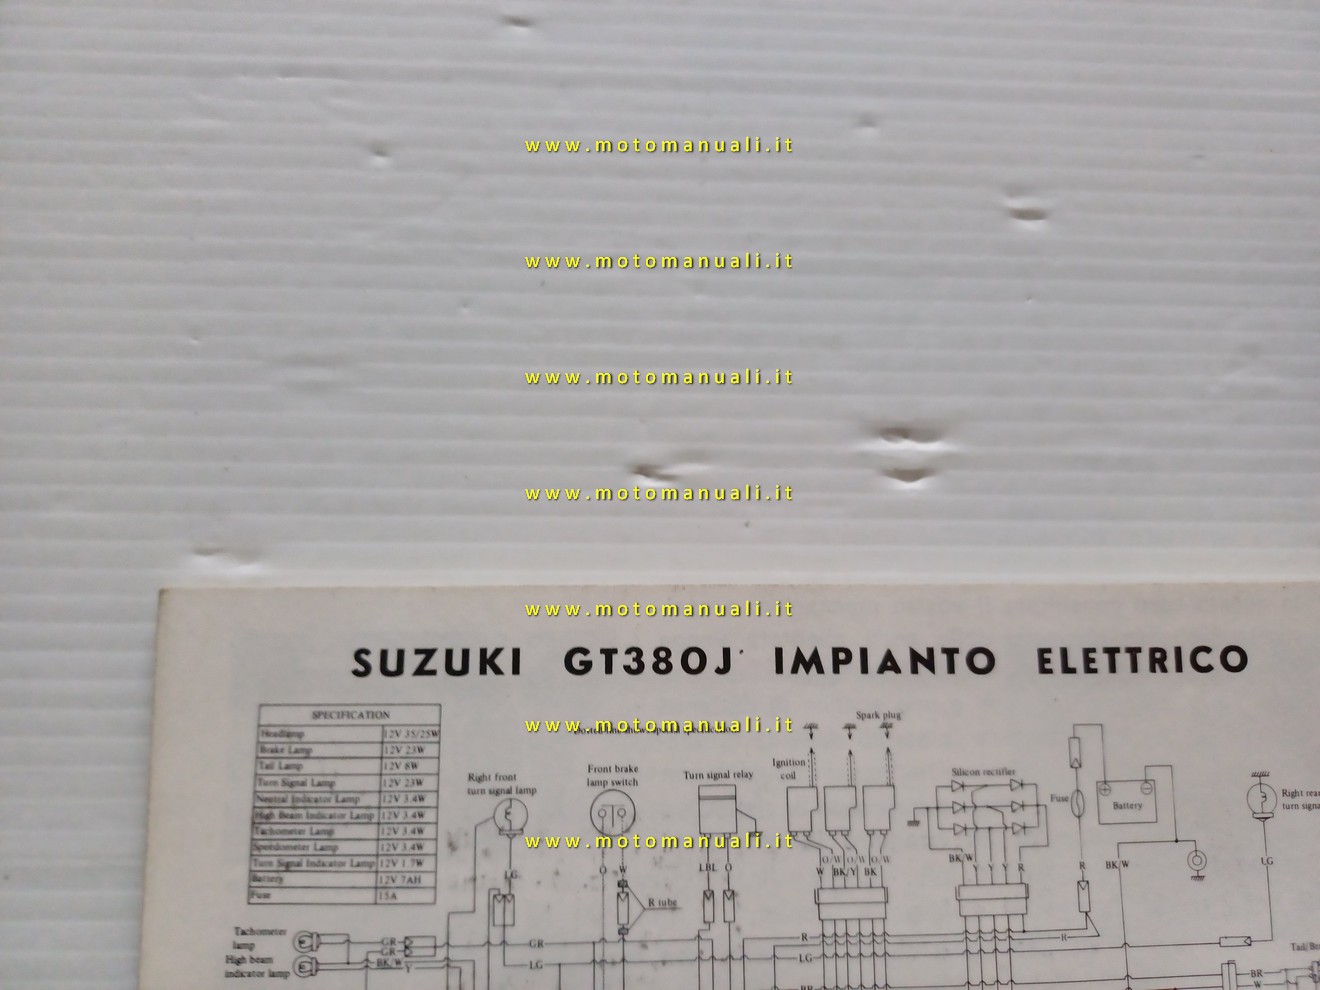 www.motomanuali.it
www.motomanuali.it
www.motomanuali.it
www.motomanuali.it
www.motomanuali.it
SUZUKI GT380J IMPIANTO ELETTRICO
SPECIFICATION
Headlamp 12V 35/25W
Brake Lamp 12V 23W
Tail Lamp 12V 8W
Turn Signal Lamp 12V 23W
Neutral Indicator Lamp 12V 3.4W
High Beam Indicator Lamp 12V 3.4W
Tachometer Lamp 12V 3.4W
Speedometer Lamp 12V 3.4W
Turn Signal Indicator Lamp 12V 1.7W
Battery 12V 7AH
Fuse 15A
www.motomanuali.it
Spark plug
Right front
turn signal lamp
Front brake
lamp switch
Turn signal relay
Ignition
coil
Silicon rectifier
Fuse
Battery
Right rear
turn
www.motomanuali.it
LG
O W
R tube
LBL O
O/W O/W O/W
W BK/Y BK
BK/W Y Y Y R
R
BK/W
LG
Tachometer
lamp
High beam
indicator lamp
GR
GR
BK/W
Y
GR
LG
R
LG
BR
R
Tail/
BR
W